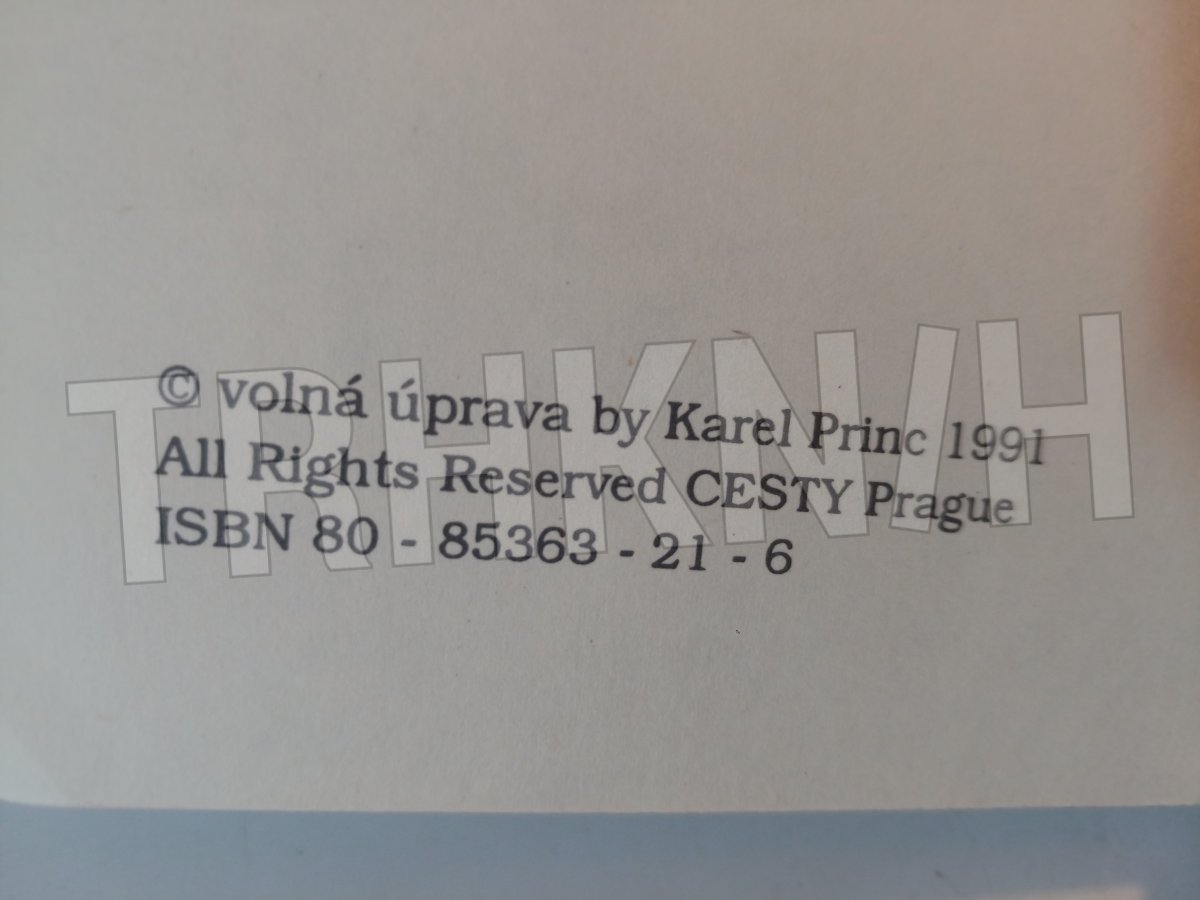 © volná úprava by Karel Princ 1991
All Rights Reserved CESTY Prague
ISBN 80 - 85363 - 21 - 6
TRHKNIH